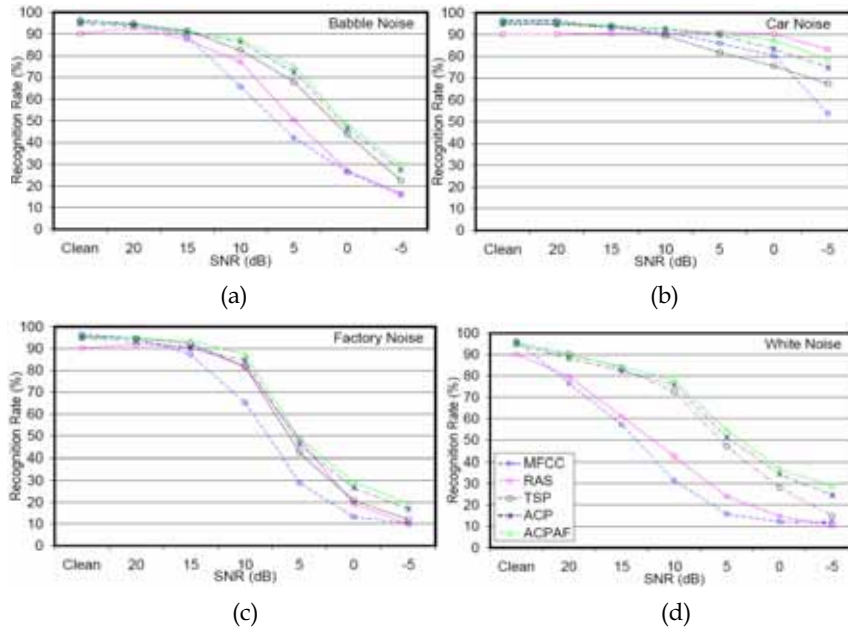 Babble Noise
Recognition Rate (%)
100
90
80
70
60
50
40
30
20
10
0
Clean 20 15 10 5 0 -5
SNR (dB)
(a)
Car Noise
Recognition Rate (%)
100
90
80
70
60
50
40
30
20
10
0
Clean 20 15 10 5 0 -5
SNR (dB)
(b)
Factory Noise
Recognition Rate (%)
100
90
80
70
60
50
40
30
20
10
0
Clean 20 15 10 5 0 -5
SNR (dB)
(c)
White Noise
Recognition Rate (%)
100
90
80
70
60
50
40
30
20
10
0
MFCC
RAS
TSP
ACP
ACPAF
Clean 20 15 10 5 0 -5
SNR (dB)
(d)